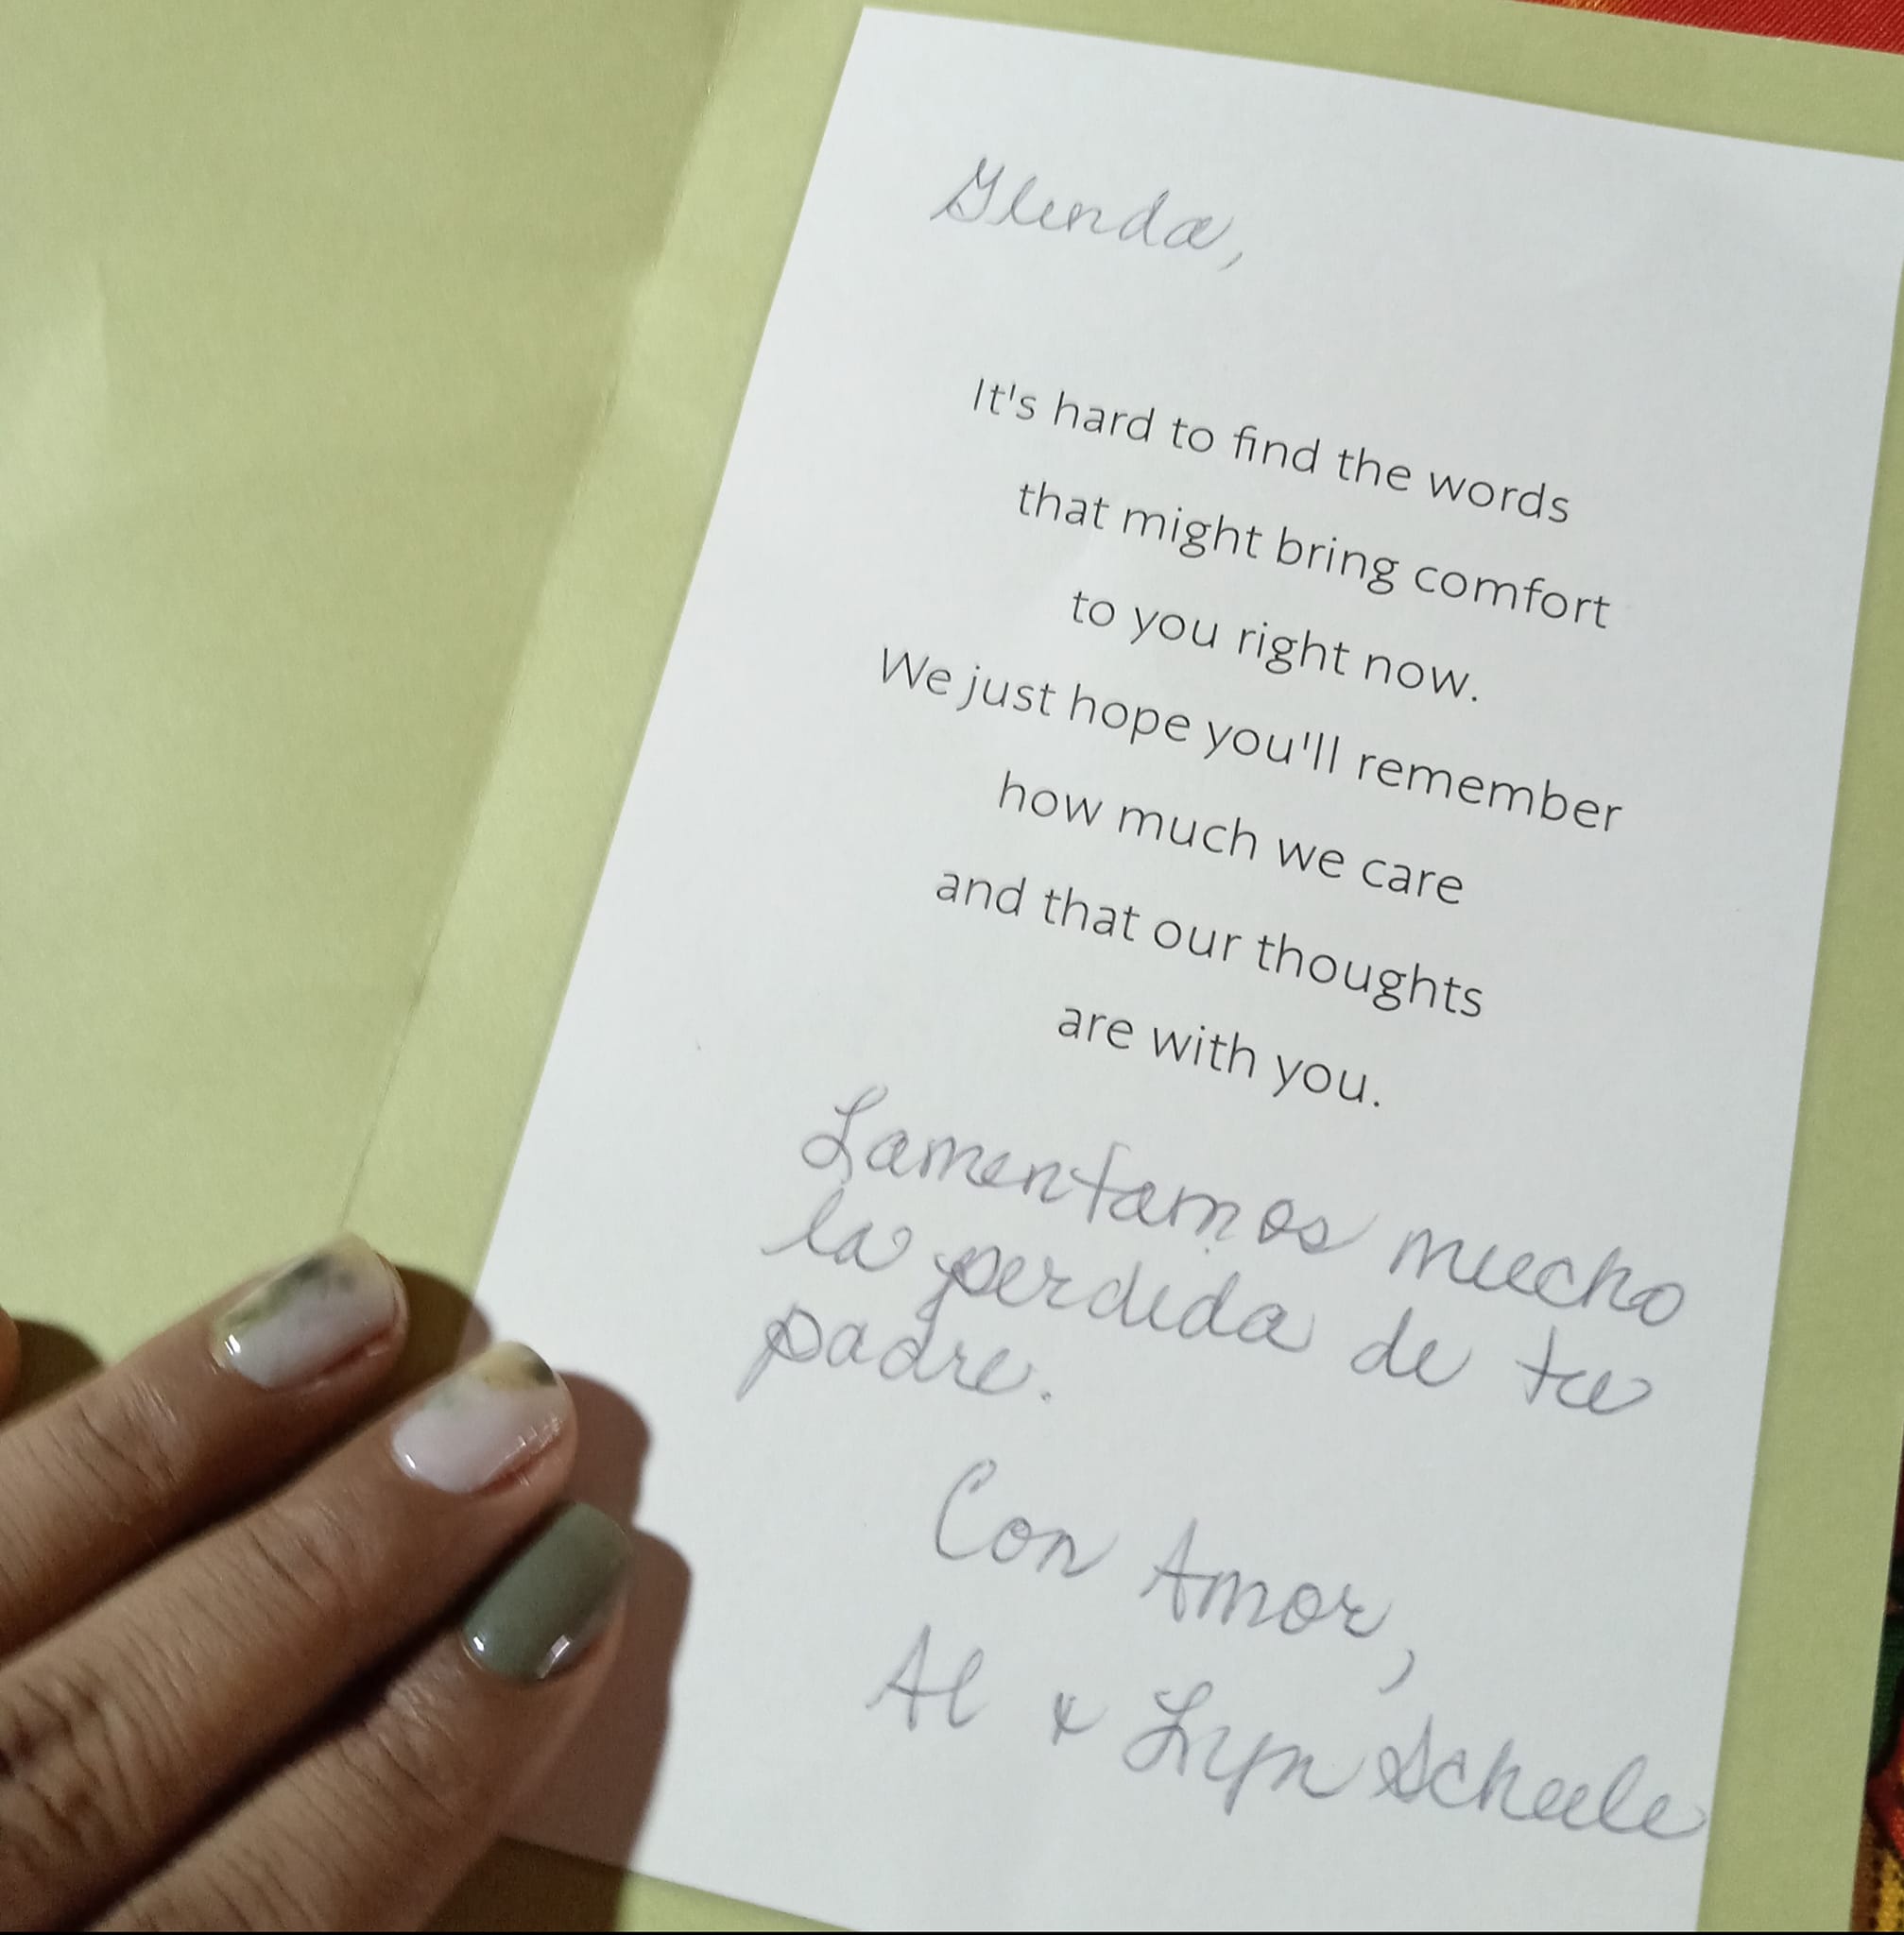 Glenda,
It's hard to find the words
that might bring comfort
to you right now.
We just hope you'll remember
how much we care
and that our thoughts
are with you.
Lamentamos mucho
la perdida de tu
padre.
Con Amor,
Al & Lyn Scheele